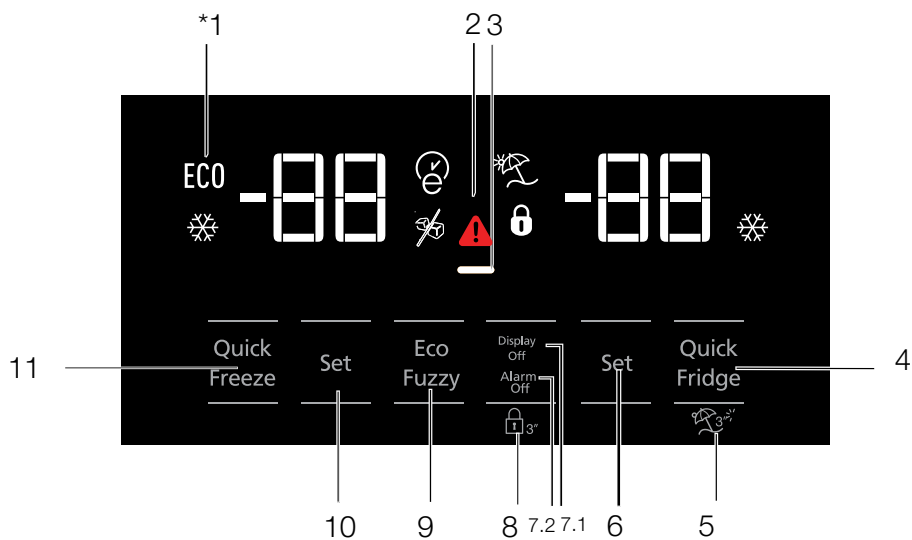 *1
2
3
ECO
-88
-88
11
Quick
Freeze
Set
Eco
Fuzzy
Display
Off
Alarm
Off
Set
Quick
Fridge
4
3"
3"
10
9
8
7.2
7.1
6
5